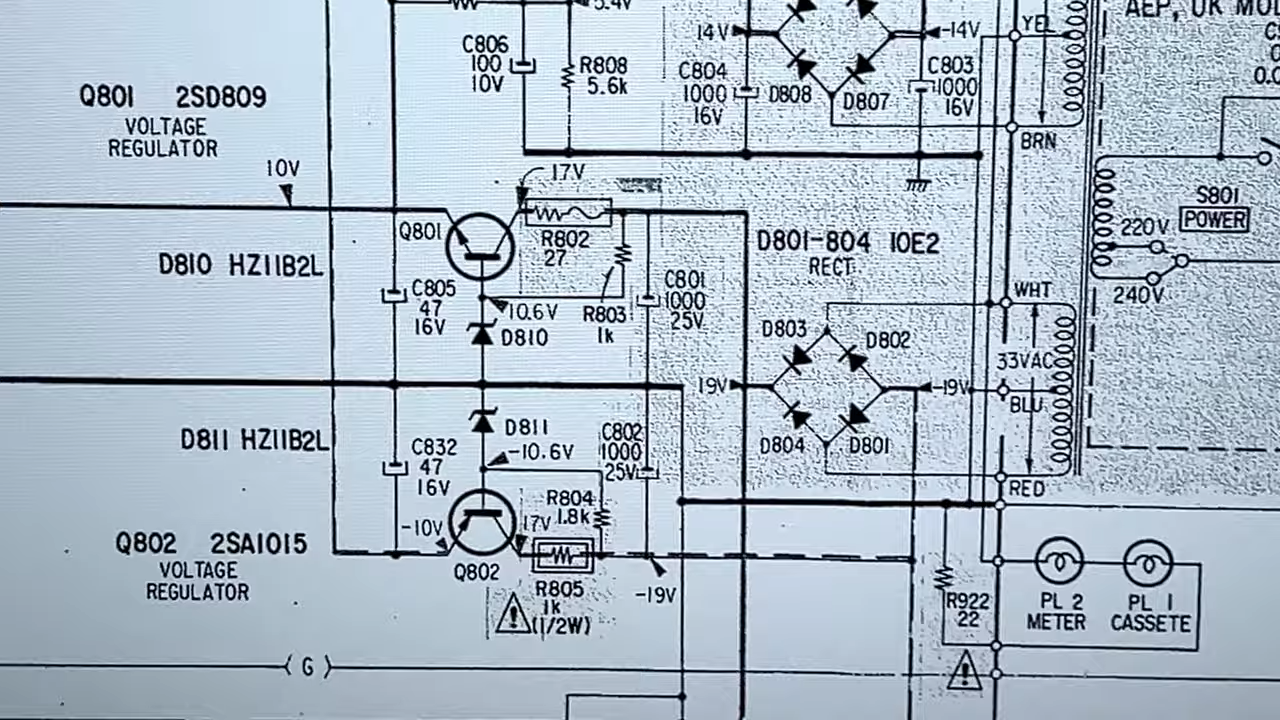 5.4V
AEP, UK
14V
-14V
YEL
C806
100
10V
R808
5.6k
C804
1000
16V
D808
D807
C803
1000
16V
BRN
Q801 2SD809
VOLTAGE
REGULATOR
10V
17V
S801
POWER
220V
240V
Q801
R802
27
D801-804 10E2
RECT
D810 HZ11B2L
C805
47
16V
10.6V
D810
R803
1k
C801
1000
25V
WHT
D803
D802
33VAC
19V
-19V
BLU
D804
D801
RED
D811 HZ11B2L
C832
47
16V
D811
-10.6V
C802
1000
25V
R804
1.8k
-10V
17V
Q802 2SA1015
VOLTAGE
REGULATOR
Q802
R805
1k
(1/2W)
-19V
R922
22
PL 2
METER
PL 1
CASSETE
G